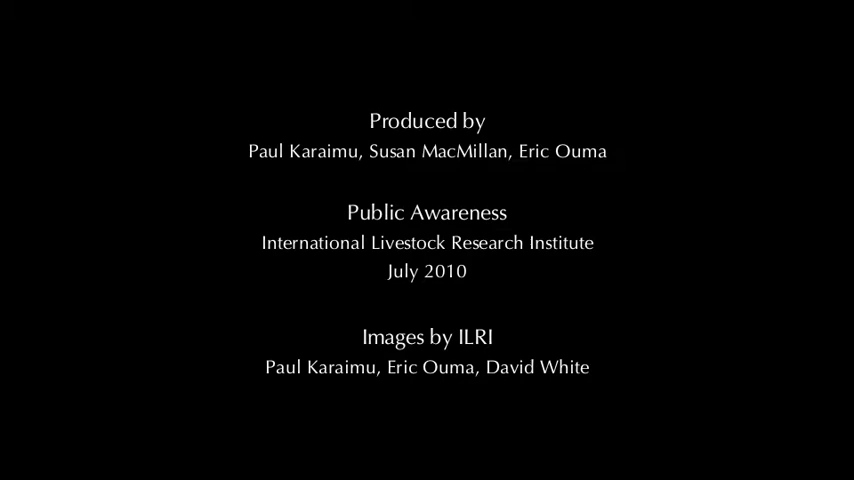 Produced by
Paul Karaimu, Susan MacMillan, Eric Ouma
Public Awareness
International Livestock Research Institute
July 2010
Images by ILRI
Paul Karaimu, Eric Ouma, David White